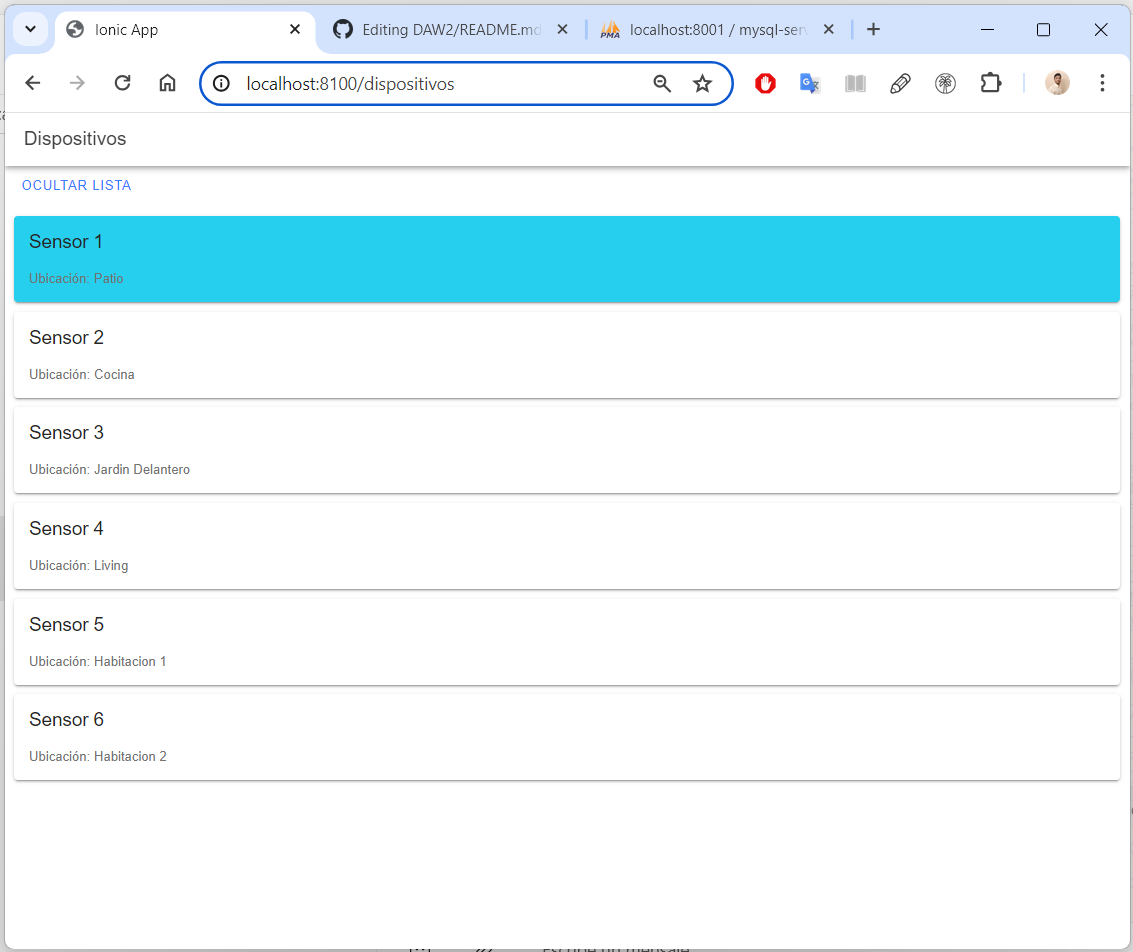 Ionic App
Editing DAW2/README.md
localhost:8001 / mysql-serv
localhost:8100/dispositivos
Dispositivos
OCULTAR LISTA
Sensor 1
Ubicación: Patio
Sensor 2
Ubicación: Cocina
Sensor 3
Ubicación: Jardin Delantero
Sensor 4
Ubicación: Living
Sensor 5
Ubicación: Habitacion 1
Sensor 6
Ubicación: Habitacion 2